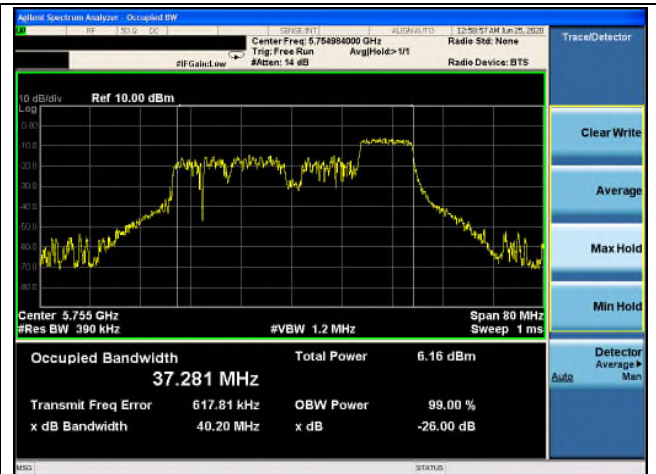 Agilent Spectrum Analyzer - Occupied BW
RF 50 Ω DC SENSE:INT ALIGN AUTO 12:58:57 AM Jun 25, 2020
Center Freq: 5.754984000 GHz Radio Std: None
Trig: Free Run Avg|Hold:>1/1
#IFGain:Low #Atten: 14 dB Radio Device: BTS
Trace/Detector
10 dB/div Ref 10.00 dBm
Log
0.00
-10.0
-20.0
-30.0
-40.0
-50.0
-60.0
-70.0
-80.0
Center 5.755 GHz Span 80 MHz
#Res BW 390 kHz #VBW 1.2 MHz Sweep 1 ms
Occupied Bandwidth Total Power 6.16 dBm
37.281 MHz
Transmit Freq Error 617.81 kHz OBW Power 99.00 %
x dB Bandwidth 40.20 MHz x dB -26.00 dB
Clear Write
Average
Max Hold
Min Hold
Detector
Average▶
Auto Man
MSG STATUS